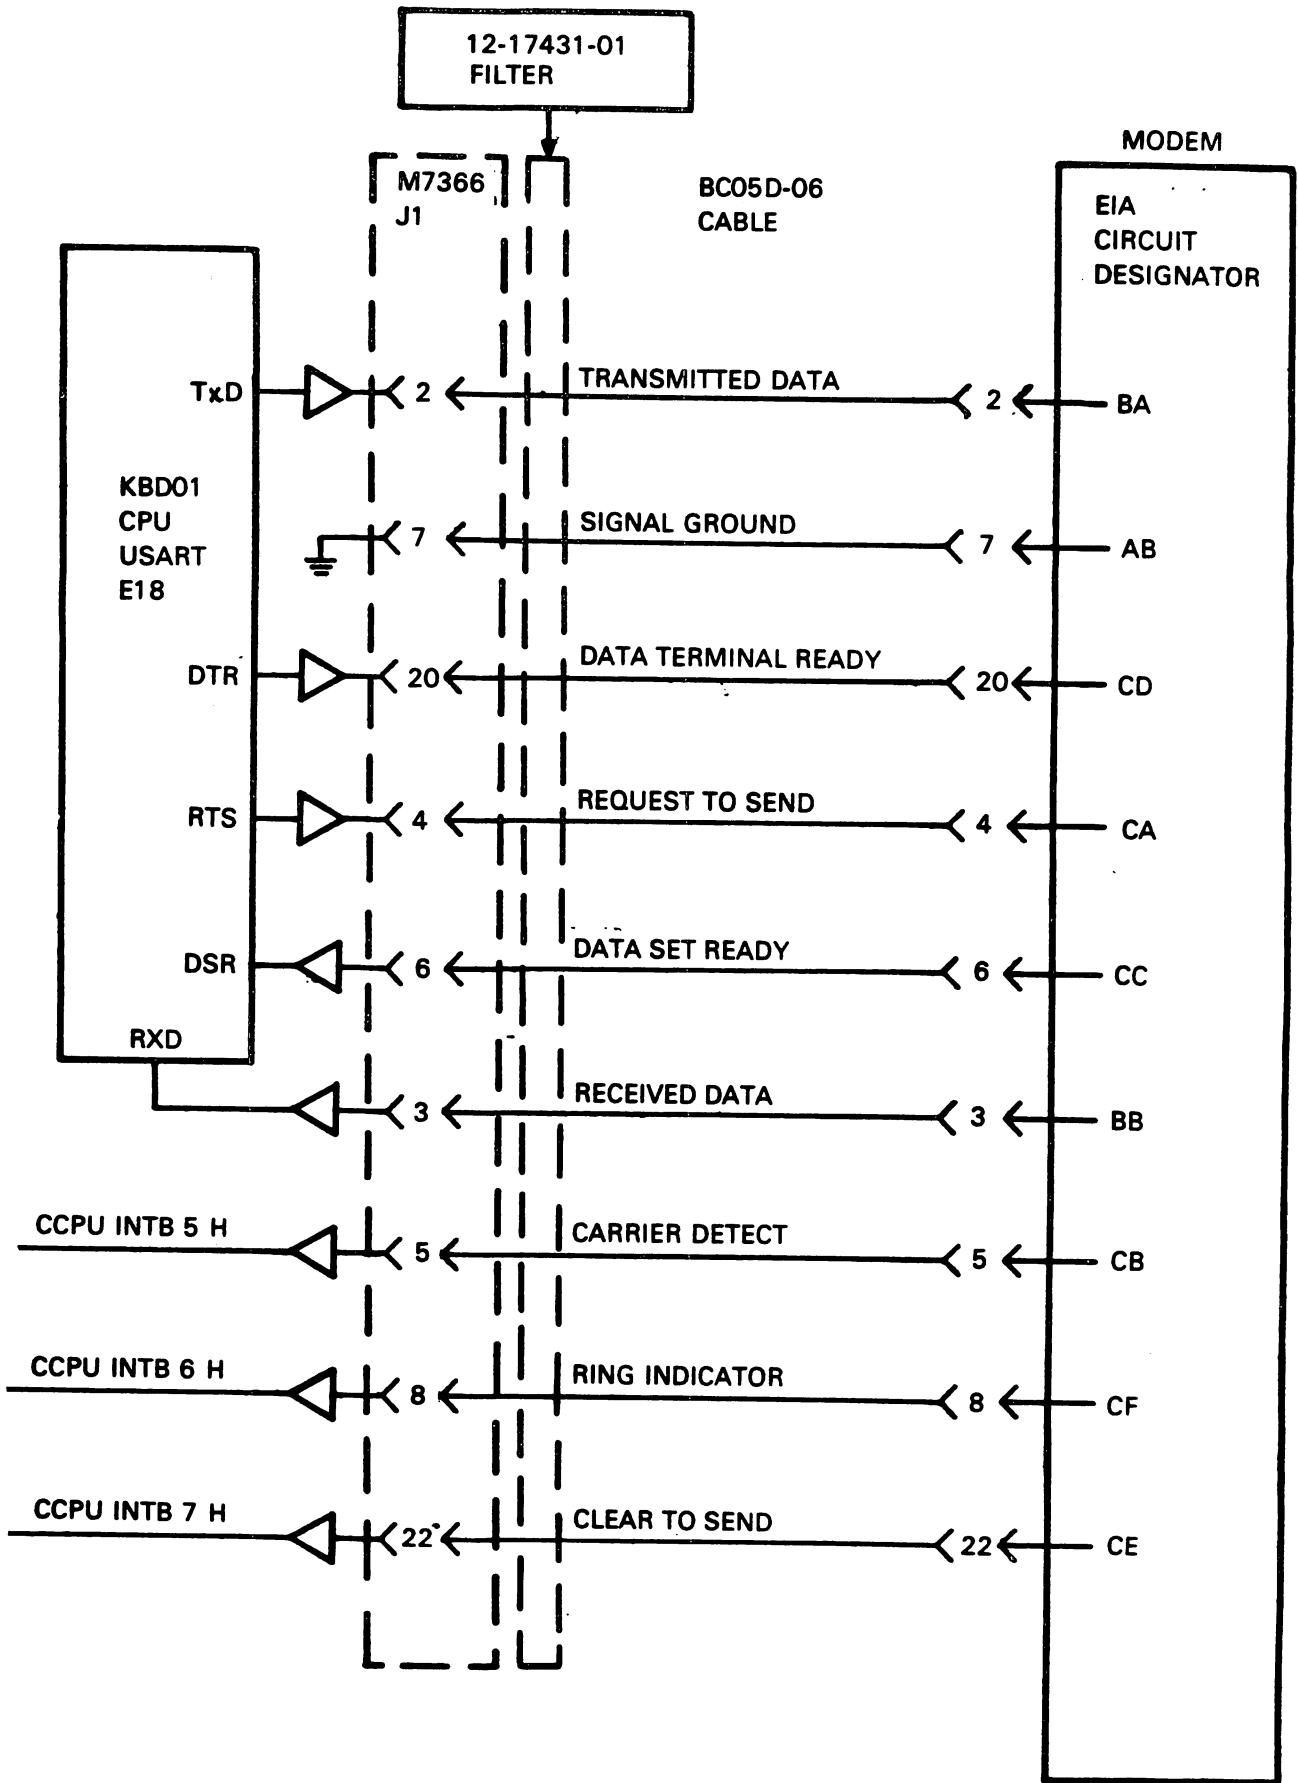 12-17431-01
FILTER
MODEM
M7366
J1
BC05D-06
CABLE
EIA
CIRCUIT
DESIGNATOR
TxD
2
TRANSMITTED DATA
2
BA
KBD01
CPU
USART
E18
7
SIGNAL GROUND
7
AB
DTR
20
DATA TERMINAL READY
20
CD
RTS
4
REQUEST TO SEND
4
CA
DSR
6
DATA SET READY
6
CC
RXD
3
RECEIVED DATA
3
BB
CCPU INTB 5 H
5
CARRIER DETECT
5
CB
CCPU INTB 6 H
8
RING INDICATOR
8
CF
CCPU INTB 7 H
22
CLEAR TO SEND
22
CE